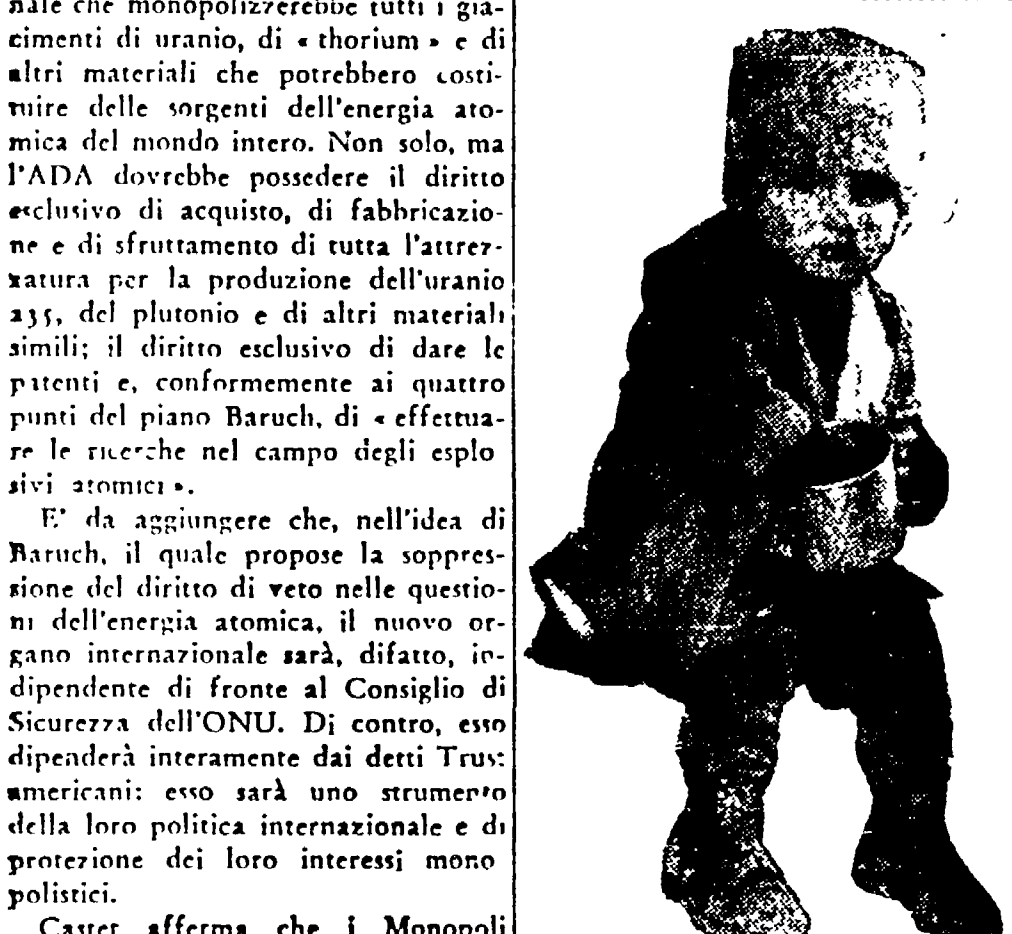 nale che monopolizzerebbe tutti i gia-
cimenti di uranio, di « thorium » e di
altri materiali che potrebbero costi-
tuire delle sorgenti dell'energia ato-
mica del mondo intero. Non solo, ma
l'ADA dovrebbe possedere il diritto
esclusivo di acquisto, di fabbricazio-
ne e di sfruttamento di tutta l'attrez-
zatura per la produzione dell'uranio
235, del plutonio e di altri materiali
simili; il diritto esclusivo di dare le
patenti e, conformemente ai quattro
punti del piano Baruch, di « effettua-
re le ricerche nel campo degli esplo
sivi atomici ».
E' da aggiungere che, nell'idea di
Baruch, il quale propose la soppres-
sione del diritto di veto nelle questio-
ni dell'energia atomica, il nuovo or-
gano internazionale sarà, difatto, in-
dipendente di fronte al Consiglio di
Sicurezza dell'ONU. Di contro, esso
dipenderà interamente dai detti Trust
americani: esso sarà uno strumento
della loro politica internazionale e di
protezione dei loro interessi mono
polistici.
Castet afferma che i Monopoli